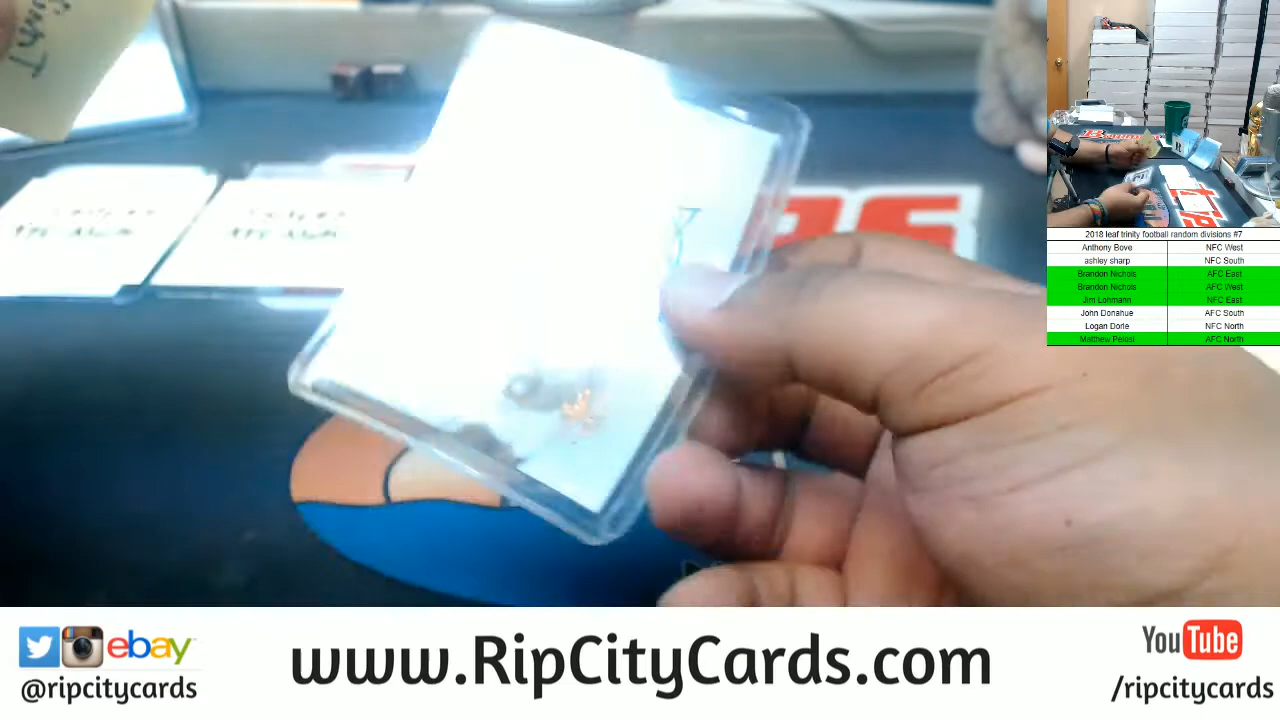 2018 leaf trinity football random divisions #7
Anthony Bove NFC West
ashley sharp NFC South
Brandon Nichols AFC East
Brandon Nichols AFC West
Jim Lohmann NFC East
John Donahue AFC South
Logan Dorle NFC North
Matthew Pelosi AFC North
ebay
@ripcitycards
www.RipCityCards.com
YouTube
/ripcitycards